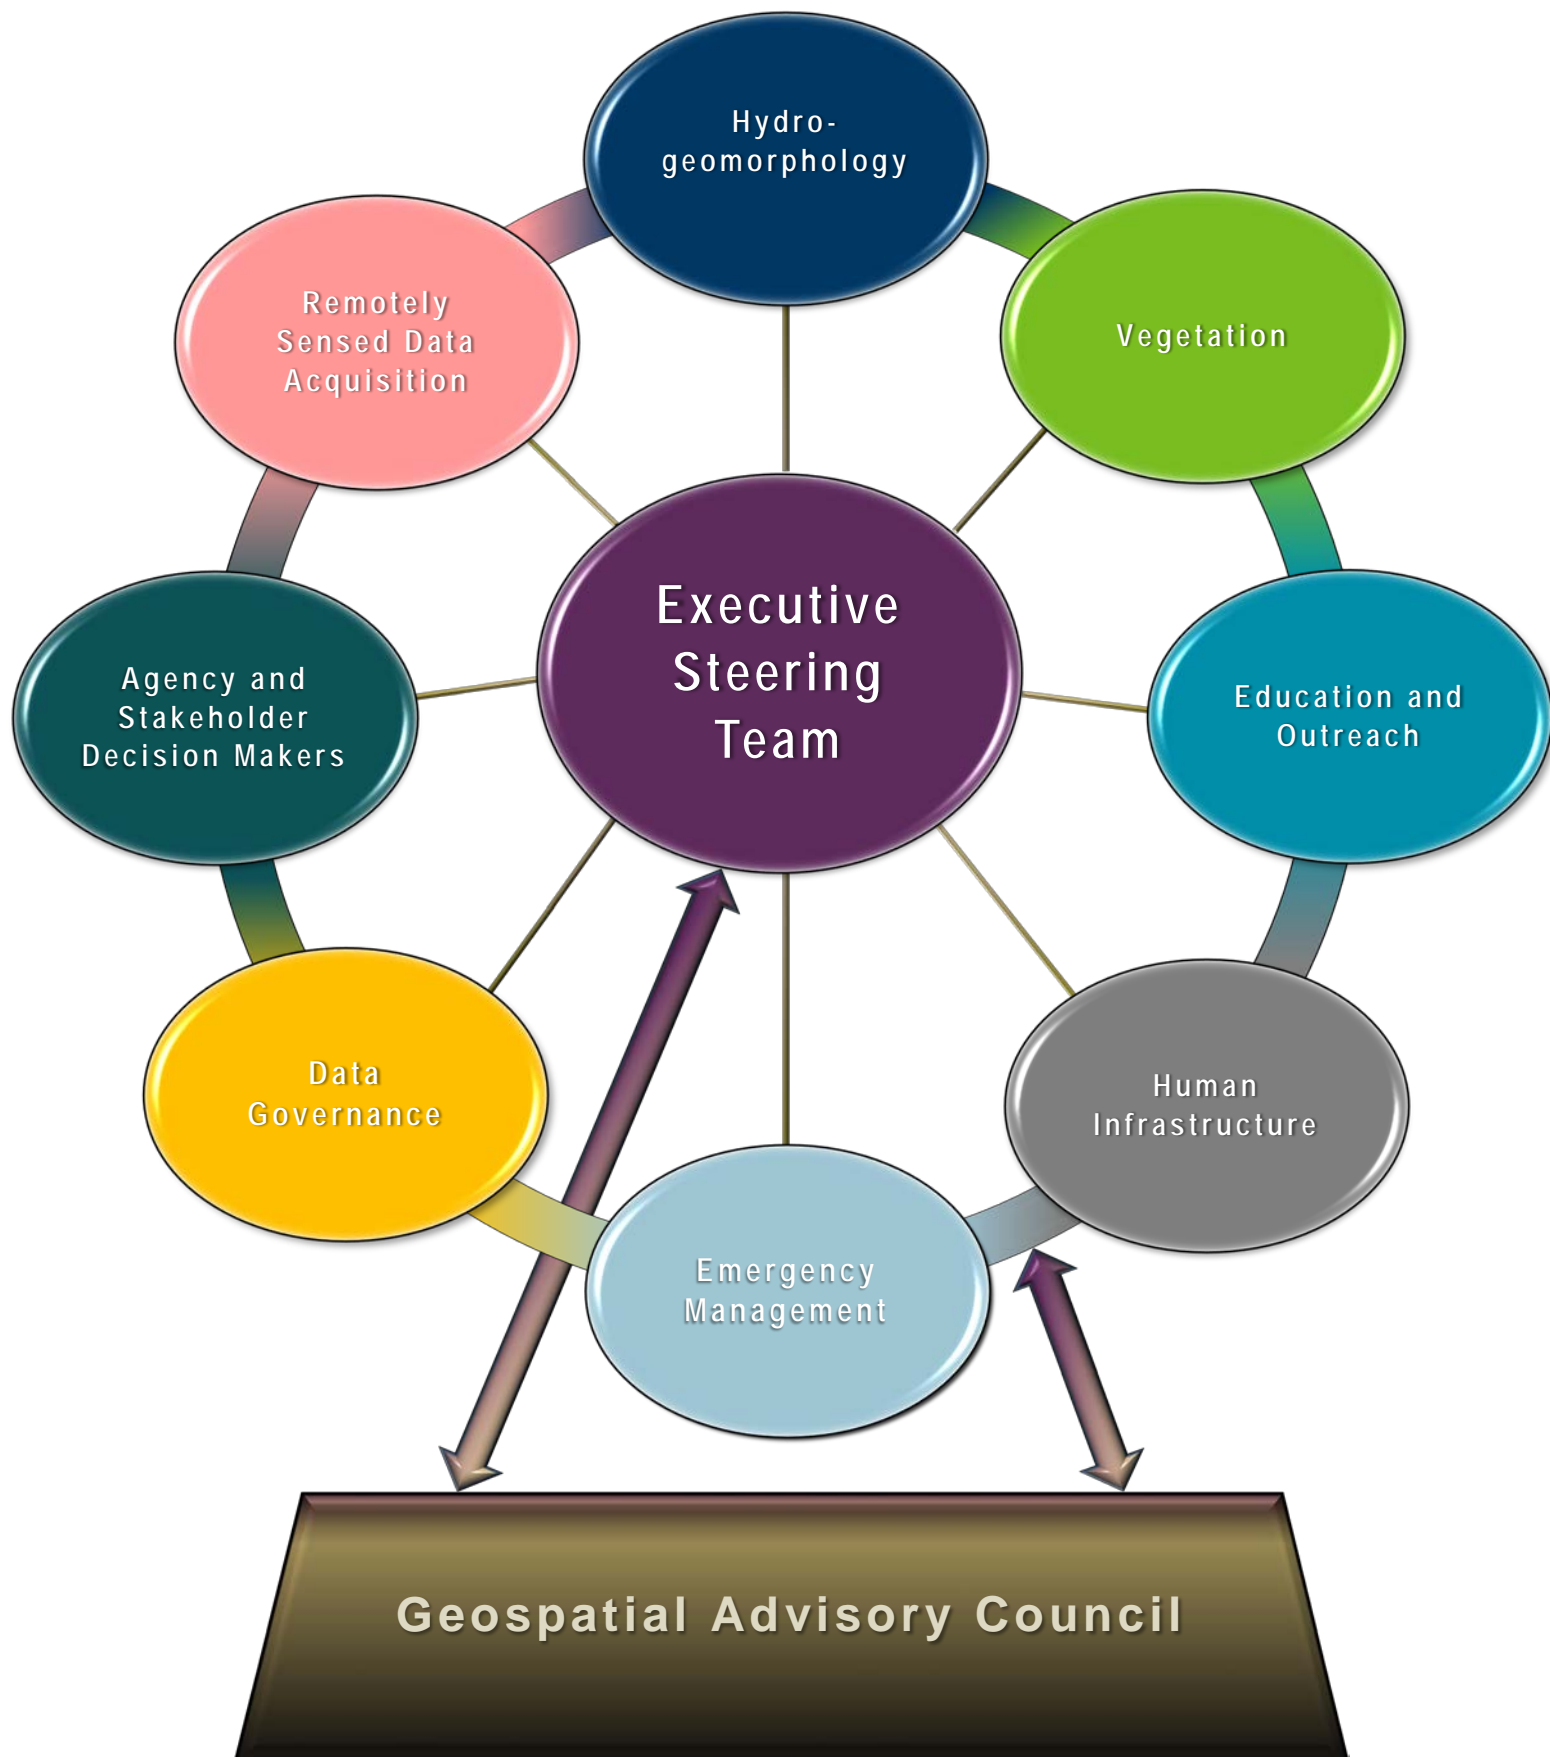 Hydro-
geomorphology
Remotely
Sensed Data
Acquisition
Vegetation
Executive
Steering
Team
Agency and
Stakeholder
Decision Makers
Education and
Outreach
Data
Governance
Human
Infrastructure
Emergency
Management
Geospatial Advisory Council